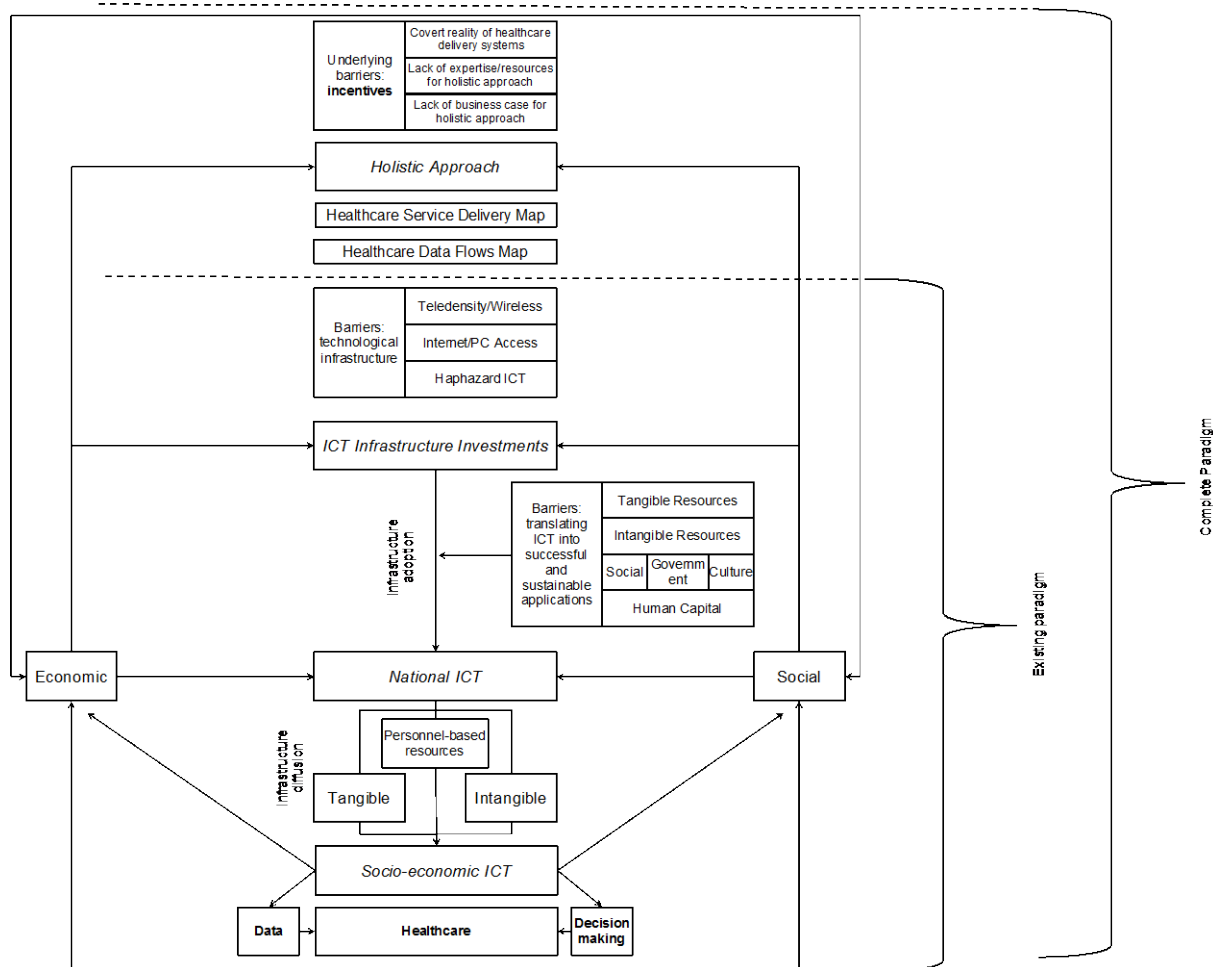 Underlying
barriers:
incentives
Covert reality of healthcare
delivery systems
Lack of expertise/resources
for holistic approach
Lack of business case for
holistic approach
Holistic Approach
Healthcare Service Delivery Map
Healthcare Data Flows Map
Barriers:
technological
infrastructure
Teledensity/Wireless
Internet/PC Access
Haphazard ICT
ICT Infrastructure Investments
Infrastructure
adoption
Barriers:
translating
ICT into
successful
and
sustainable
applications
Tangible Resources
Intangible Resources
Social
Governm
ent
Culture
Human Capital
Complete Paradigm
Existing paradigm
Economic
National ICT
Social
Infrastructure
diffusion
Personnel-based
resources
Tangible
Intangible
Socio-economic ICT
Data
Healthcare
Decision
making